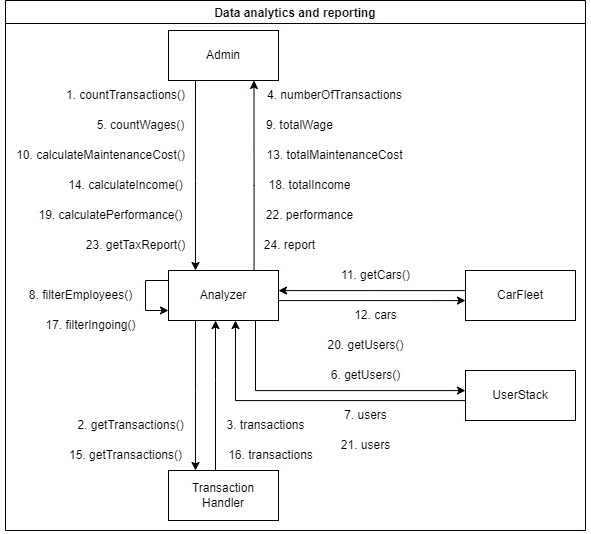 Data analytics and reporting
Admin
1. countTransactions()
4. numberOfTransactions
5. countWages()
9. totalWage
10. calculateMaintenanceCost()
13. totalMaintenanceCost
14. calculateIncome()
18. totalIncome
19. calculatePerformance()
22. performance
23. getTaxReport()
24. report
11. getCars()
8. filterEmployees()
Analyzer
CarFleet
17. filterIngoing()
12. cars
20. getUsers()
6. getUsers()
UserStack
7. users
2. getTransactions()
3. transactions
21. users
15. getTransactions()
16. transactions
Transaction
Handler